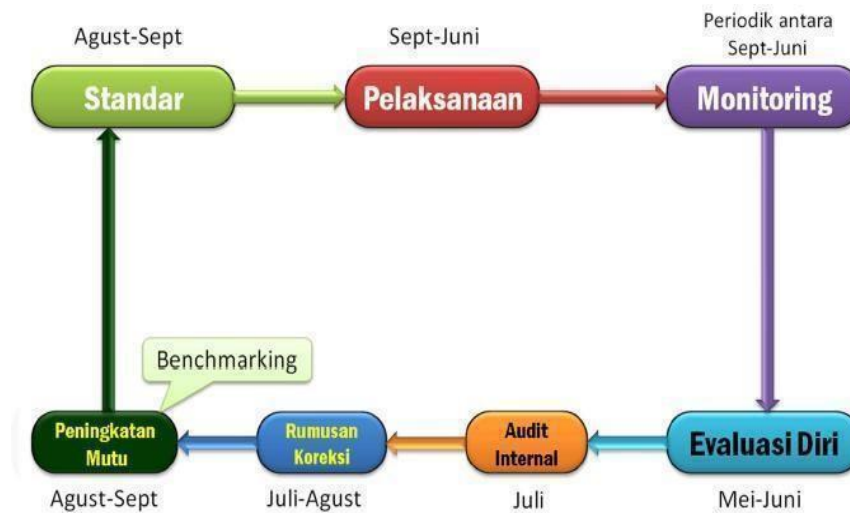 Agust-Sept
Sept-Juni
Periodik antara
Sept-Juni
Standar
Pelaksanaan
Monitoring
Benchmarking
Peningkatan
Mutu
Rumusan
Koreksi
Audit
Internal
Evaluasi Diri
Agust-Sept
Juli-Agust
Juli
Mei-Juni